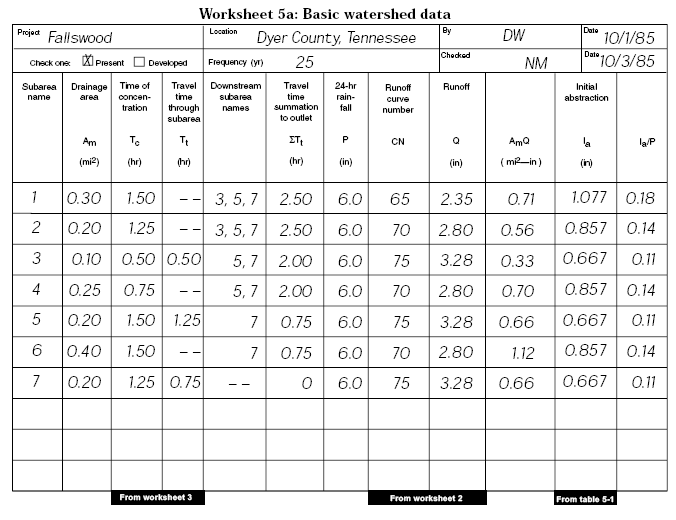 Worksheet 5a: Basic watershed data
Project Fallswood Location Dyer County, Tennessee By DW Date 10/1/85
Check one: X Present Developed Frequency (yr) 25 Checked NM Date 10/3/85
Subarea name Drainage area Time of concen- tration Travel time through subarea Downstream subarea names Travel time summation to outlet 24-hr rain- fall Runoff curve number Runoff Initial abstraction
Am Tc Tt ΣTt P CN Q AmQ Ia Ia/P
(mi2) (hr) (hr) (hr) (in) (in) (mi2—in) (in)
1 0.30 1.50 -- 3, 5, 7 2.50 6.0 65 2.35 0.71 1.077 0.18
2 0.20 1.25 -- 3, 5, 7 2.50 6.0 70 2.80 0.56 0.857 0.14
3 0.10 0.50 0.50 5, 7 2.00 6.0 75 3.28 0.33 0.667 0.11
4 0.25 0.75 -- 5, 7 2.00 6.0 70 2.80 0.70 0.857 0.14
5 0.20 1.50 1.25 7 0.75 6.0 75 3.28 0.66 0.667 0.11
6 0.40 1.50 -- 7 0.75 6.0 70 2.80 1.12 0.857 0.14
7 0.20 1.25 0.75 -- 0 6.0 75 3.28 0.66 0.667 0.11
From worksheet 3 From worksheet 2 From table 5-1